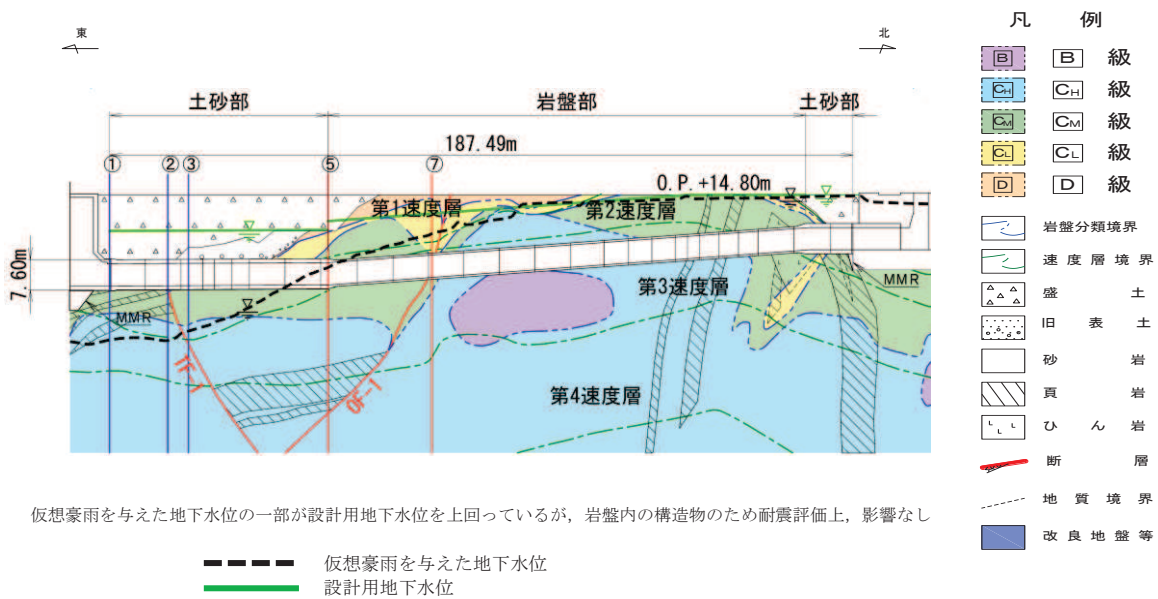 東
北
土砂部
岩盤部
土砂部
187.49m
①
②
③
⑤
⑦
O.P.+14.80m
第1速度層
第2速度層
7.60m
第3速度層
MMR
MMR
TF-1
OF-1
第4速度層
凡 例
B B 級
CH CH 級
CM CM 級
CL CL 級
D D 級
岩盤分類境界
速度層境界
盛 土
旧 表 土
砂 岩
頁 岩
ひ ん 岩
断 層
地質境界
改良地盤等
仮想豪雨を与えた地下水位の一部が設計用地下水位を上回っているが，岩盤内の構造物のため耐震評価上，影響なし
仮想豪雨を与えた地下水位
設計用地下水位